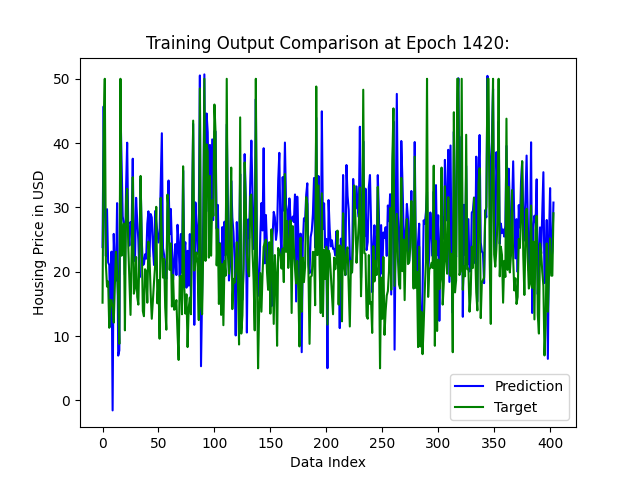 Training Output Comparison at Epoch 1420:
Housing Price in USD
50
40
30
20
10
0
0 50 100 150 200 250 300 350 400
Data Index
Prediction
Target